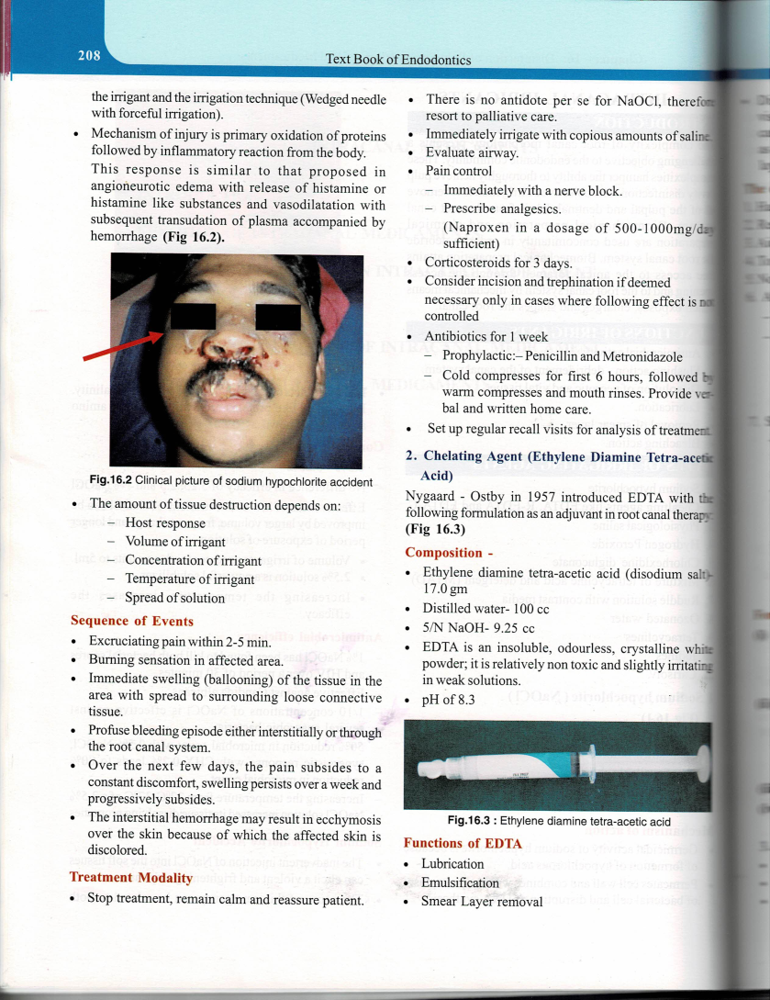 208
Text Book of Endodontics
the irrigant and the irrigation technique (Wedged needle
with forceful irrigation).
• Mechanism of injury is primary oxidation of proteins
followed by inflammatory reaction from the body.
This response is similar to that proposed in
angioneurotic edema with release of histamine or
histamine like substances and vasodilatation with
subsequent transudation of plasma accompanied by
hemorrhage (Fig 16.2).
Fig.16.2 Clinical picture of sodium hypochlorite accident
• The amount of tissue destruction depends on:
– Host response
– Volume of irrigant
– Concentration of irrigant
– Temperature of irrigant
– Spread of solution
Sequence of Events
• Excruciating pain within 2-5 min.
• Burning sensation in affected area.
• Immediate swelling (ballooning) of the tissue in the
area with spread to surrounding loose connective
tissue.
• Profuse bleeding episode either interstitially or through
the root canal system.
• Over the next few days, the pain subsides to a
constant discomfort, swelling persists over a week and
progressively subsides.
• The interstitial hemorrhage may result in ecchymosis
over the skin because of which the affected skin is
discolored.
Treatment Modality
• Stop treatment, remain calm and reassure patient.
• There is no antidote per se for NaOCl, therefore
resort to palliative care.
• Immediately irrigate with copious amounts of saline.
• Evaluate airway.
• Pain control
– Immediately with a nerve block.
– Prescribe analgesics.
(Naproxen in a dosage of 500-1000mg/day
sufficient)
• Corticosteroids for 3 days.
• Consider incision and trephination if deemed
necessary only in cases where following effect is not
controlled
• Antibiotics for 1 week
– Prophylactic:– Penicillin and Metronidazole
– Cold compresses for first 6 hours, followed by
warm compresses and mouth rinses. Provide ver-
bal and written home care.
• Set up regular recall visits for analysis of treatment.
2. Chelating Agent (Ethylene Diamine Tetra-acetic
Acid)
Nygaard - Ostby in 1957 introduced EDTA with the
following formulation as an adjuvant in root canal therapy.
(Fig 16.3)
Composition -
• Ethylene diamine tetra-acetic acid (disodium salt)-
17.0 gm
• Distilled water- 100 cc
• 5/N NaOH- 9.25 cc
• EDTA is an insoluble, odourless, crystalline white
powder; it is relatively non toxic and slightly irritating
in weak solutions.
• pH of 8.3
Fig.16.3 : Ethylene diamine tetra-acetic acid
Functions of EDTA
• Lubrication
• Emulsification
• Smear Layer removal